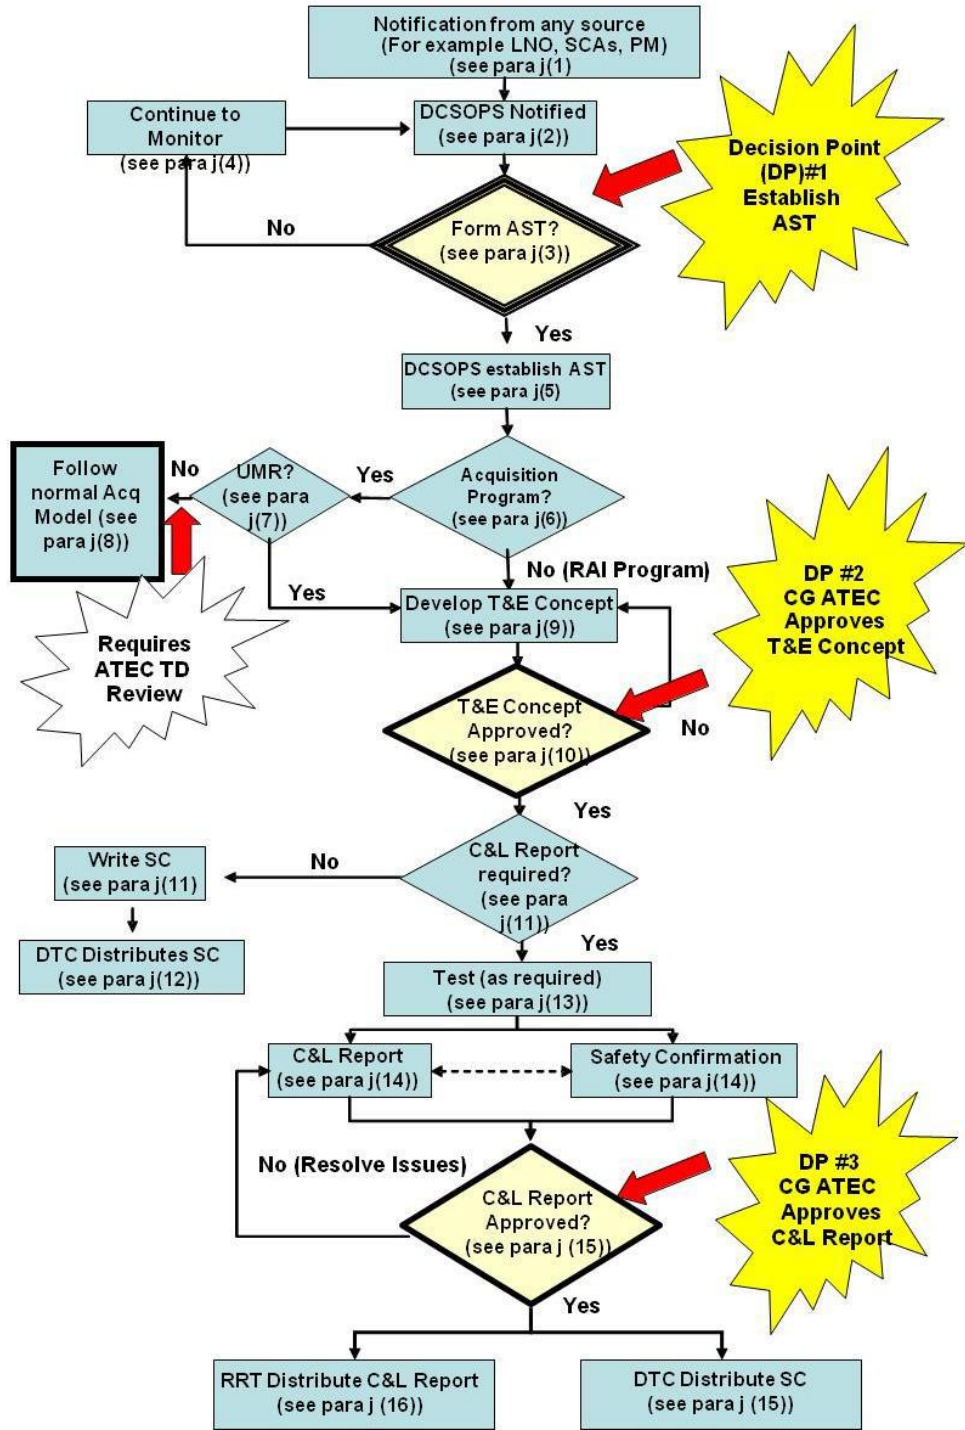 Notification from any source
(For example LNO, SCAs, PM)
(see para j(1)
Continue to
Monitor
(see para j(4))
DCSOPS Notified
(see para j(2))
Decision Point
(DP)#1
Establish
AST
No
Form AST?
(see para j(3))
Yes
DCSOPS establish AST
(see para j(5)
Follow
normal Acq
Model (see
para j(8))
No
UMR?
(see para
j(7))
Yes
Acquisition
Program?
(see para j(6))
No (RAI Program)
Yes
Develop T&E Concept
(see para j(9))
DP #2
CG ATEC
Approves
T&E Concept
Requires
ATEC TD
Review
T&E Concept
Approved?
(see para j(10))
No
Yes
C&L Report
required?
(see para
j(11))
No
Write SC
(see para j(11)
DTC Distributes SC
(see para j(12))
Yes
Test (as required)
(see para j(13))
C&L Report
(see para j(14))
Safety Confirmation
(see para j(14))
No (Resolve Issues)
C&L Report
Approved?
(see para j (15))
DP #3
CG ATEC
Approves
C&L Report
Yes
RRT Distribute C&L Report
(see para j (16))
DTC Distribute SC
(see para j (15))